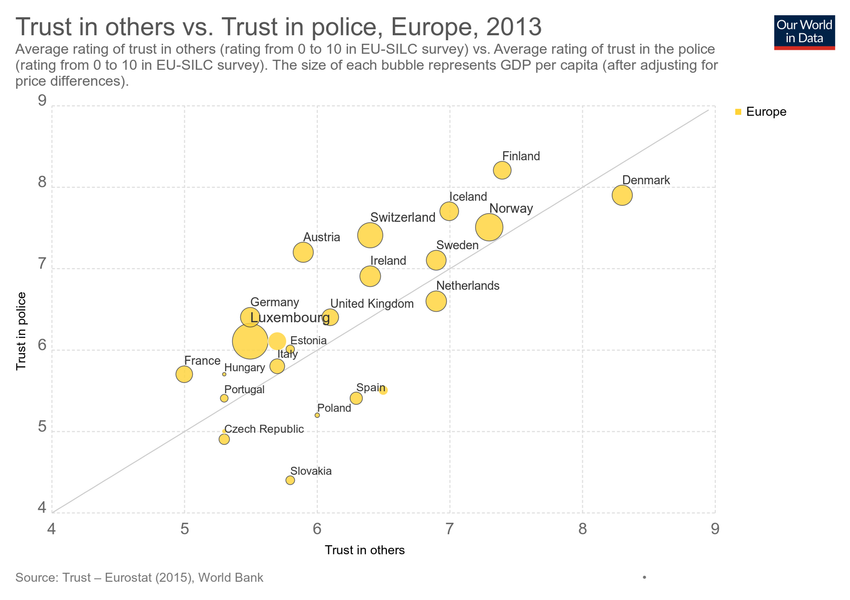 Trust in others vs. Trust in police, Europe, 2013
Our World
in Data
Average rating of trust in others (rating from 0 to 10 in EU-SILC survey) vs. Average rating of trust in the police
(rating from 0 to 10 in EU-SILC survey). The size of each bubble represents GDP per capita (after adjusting for
price differences).
9
Europe
Finland
8
Denmark
Iceland
Norway
Switzerland
Austria
Sweden
7
Ireland
Netherlands
Germany
United Kingdom
Luxembourg
Trust in police
6
Estonia
Italy
France
Hungary
Portugal
Spain
Poland
5
Czech Republic
Slovakia
4
4
5
6
7
8
9
Trust in others
Source: Trust – Eurostat (2015), World Bank